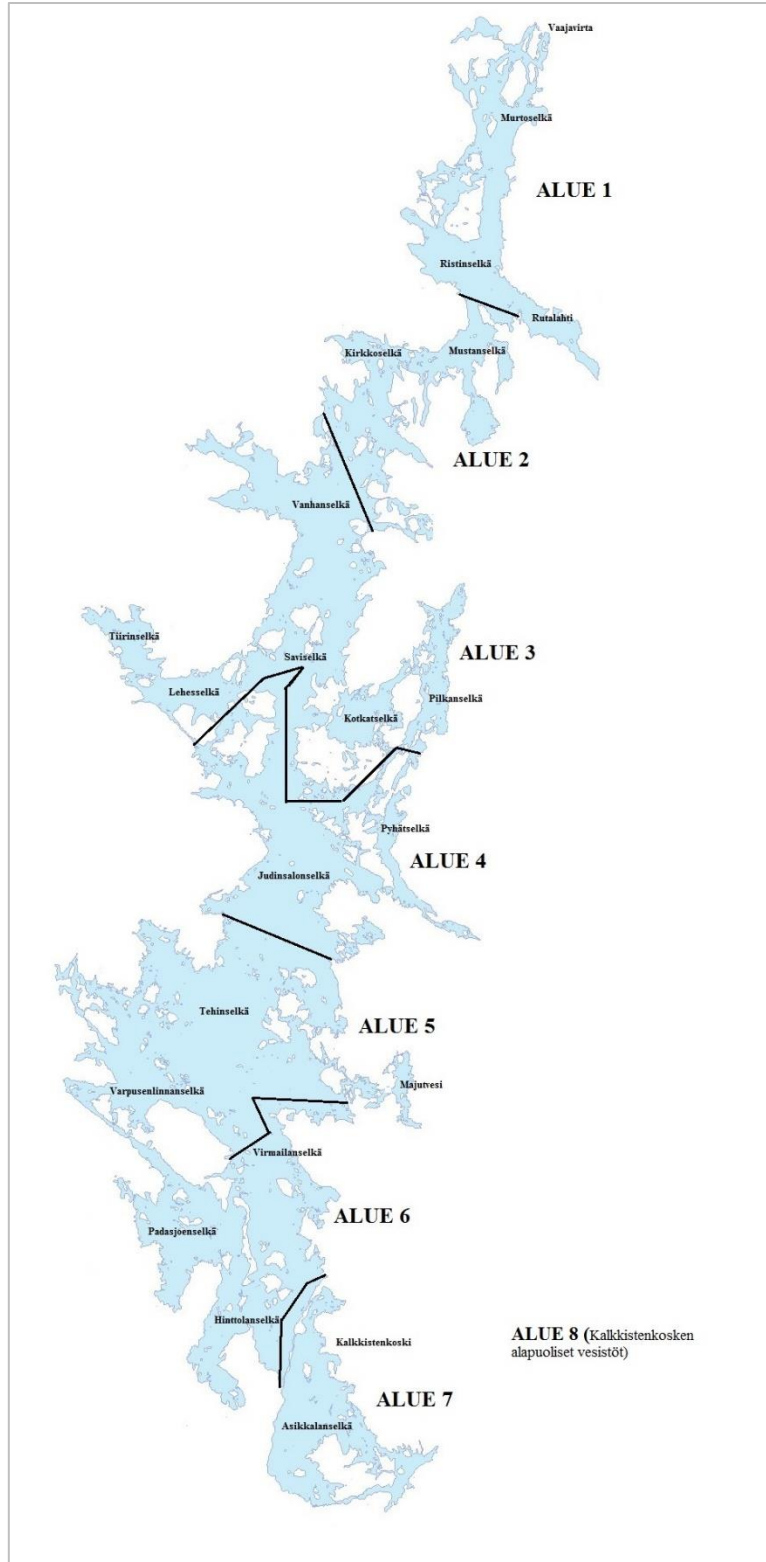 Vaajavirta
Murtoselkä
ALUE 1
Ristinselkä
Rutalahti
Kirkkoselkä
Mustanselkä
ALUE 2
Vanhanselkä
Tiirinselkä
ALUE 3
Saviselkä
Lehesselkä
Pilkanselkä
Kotkatselkä
Pyhätselkä
ALUE 4
Judinsalonselkä
Tehinselkä
ALUE 5
Varpusenlinnanselkä
Majutvesi
Virmailanselkä
ALUE 6
Padasjoenselkä
Hinttolanselkä
ALUE 8 (Kalkkistenkosken
alapuoliset vesistöt)
Kalkkistenkoski
ALUE 7
Asikkalanselkä